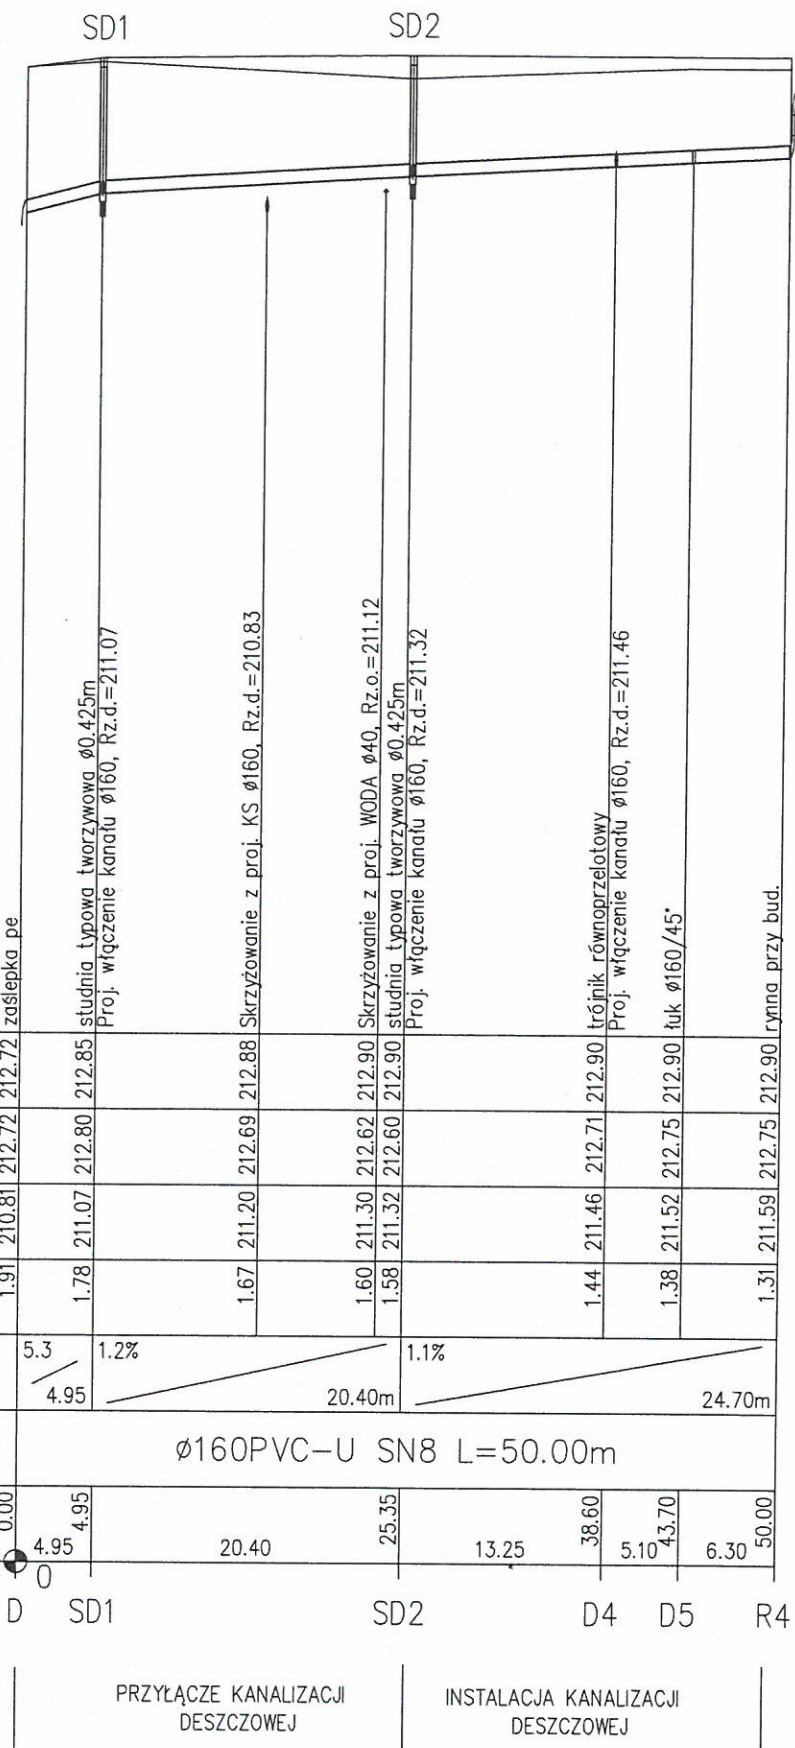 SD1
SD2
zaślepka pe
studnia typowa tworzywowa ø0.425m
Proj. włączenie kanału ø160, Rz.d.=211.07
Skrzyżowanie z proj. KS ø160, Rz.d.=210.83
Skrzyżowanie z proj. WODA ø40, Rz.o.=211.12
studnia typowa tworzywowa ø0.425m
Proj. włączenie kanału ø160, Rz.d.=211.32
trójnik równoprzelotowy
Proj. włączenie kanału ø160, Rz.d.=211.46
łuk ø160/45°
rynna przy bud.
212.72 212.72 212.85 212.88 212.90 212.90 212.90 212.90 212.90
212.72 212.72 212.80 212.69 212.62 212.60 212.71 212.75 212.75
210.81 210.81 211.07 211.20 211.30 211.32 211.46 211.52 211.59
1.91 1.78 1.67 1.60 1.58 1.44 1.38 1.31
5.3 1.2% 1.1%
4.95 20.40m 24.70m
ø160PVC-U SN8 L=50.00m
0.00 4.95 25.35 38.60 43.70 50.00
4.95 20.40 13.25 5.10 6.30
0
D SD1 SD2 D4 D5 R4
PRZYŁĄCZE KANALIZACJI
DESZCZOWEJ
INSTALACJA KANALIZACJI
DESZCZOWEJ